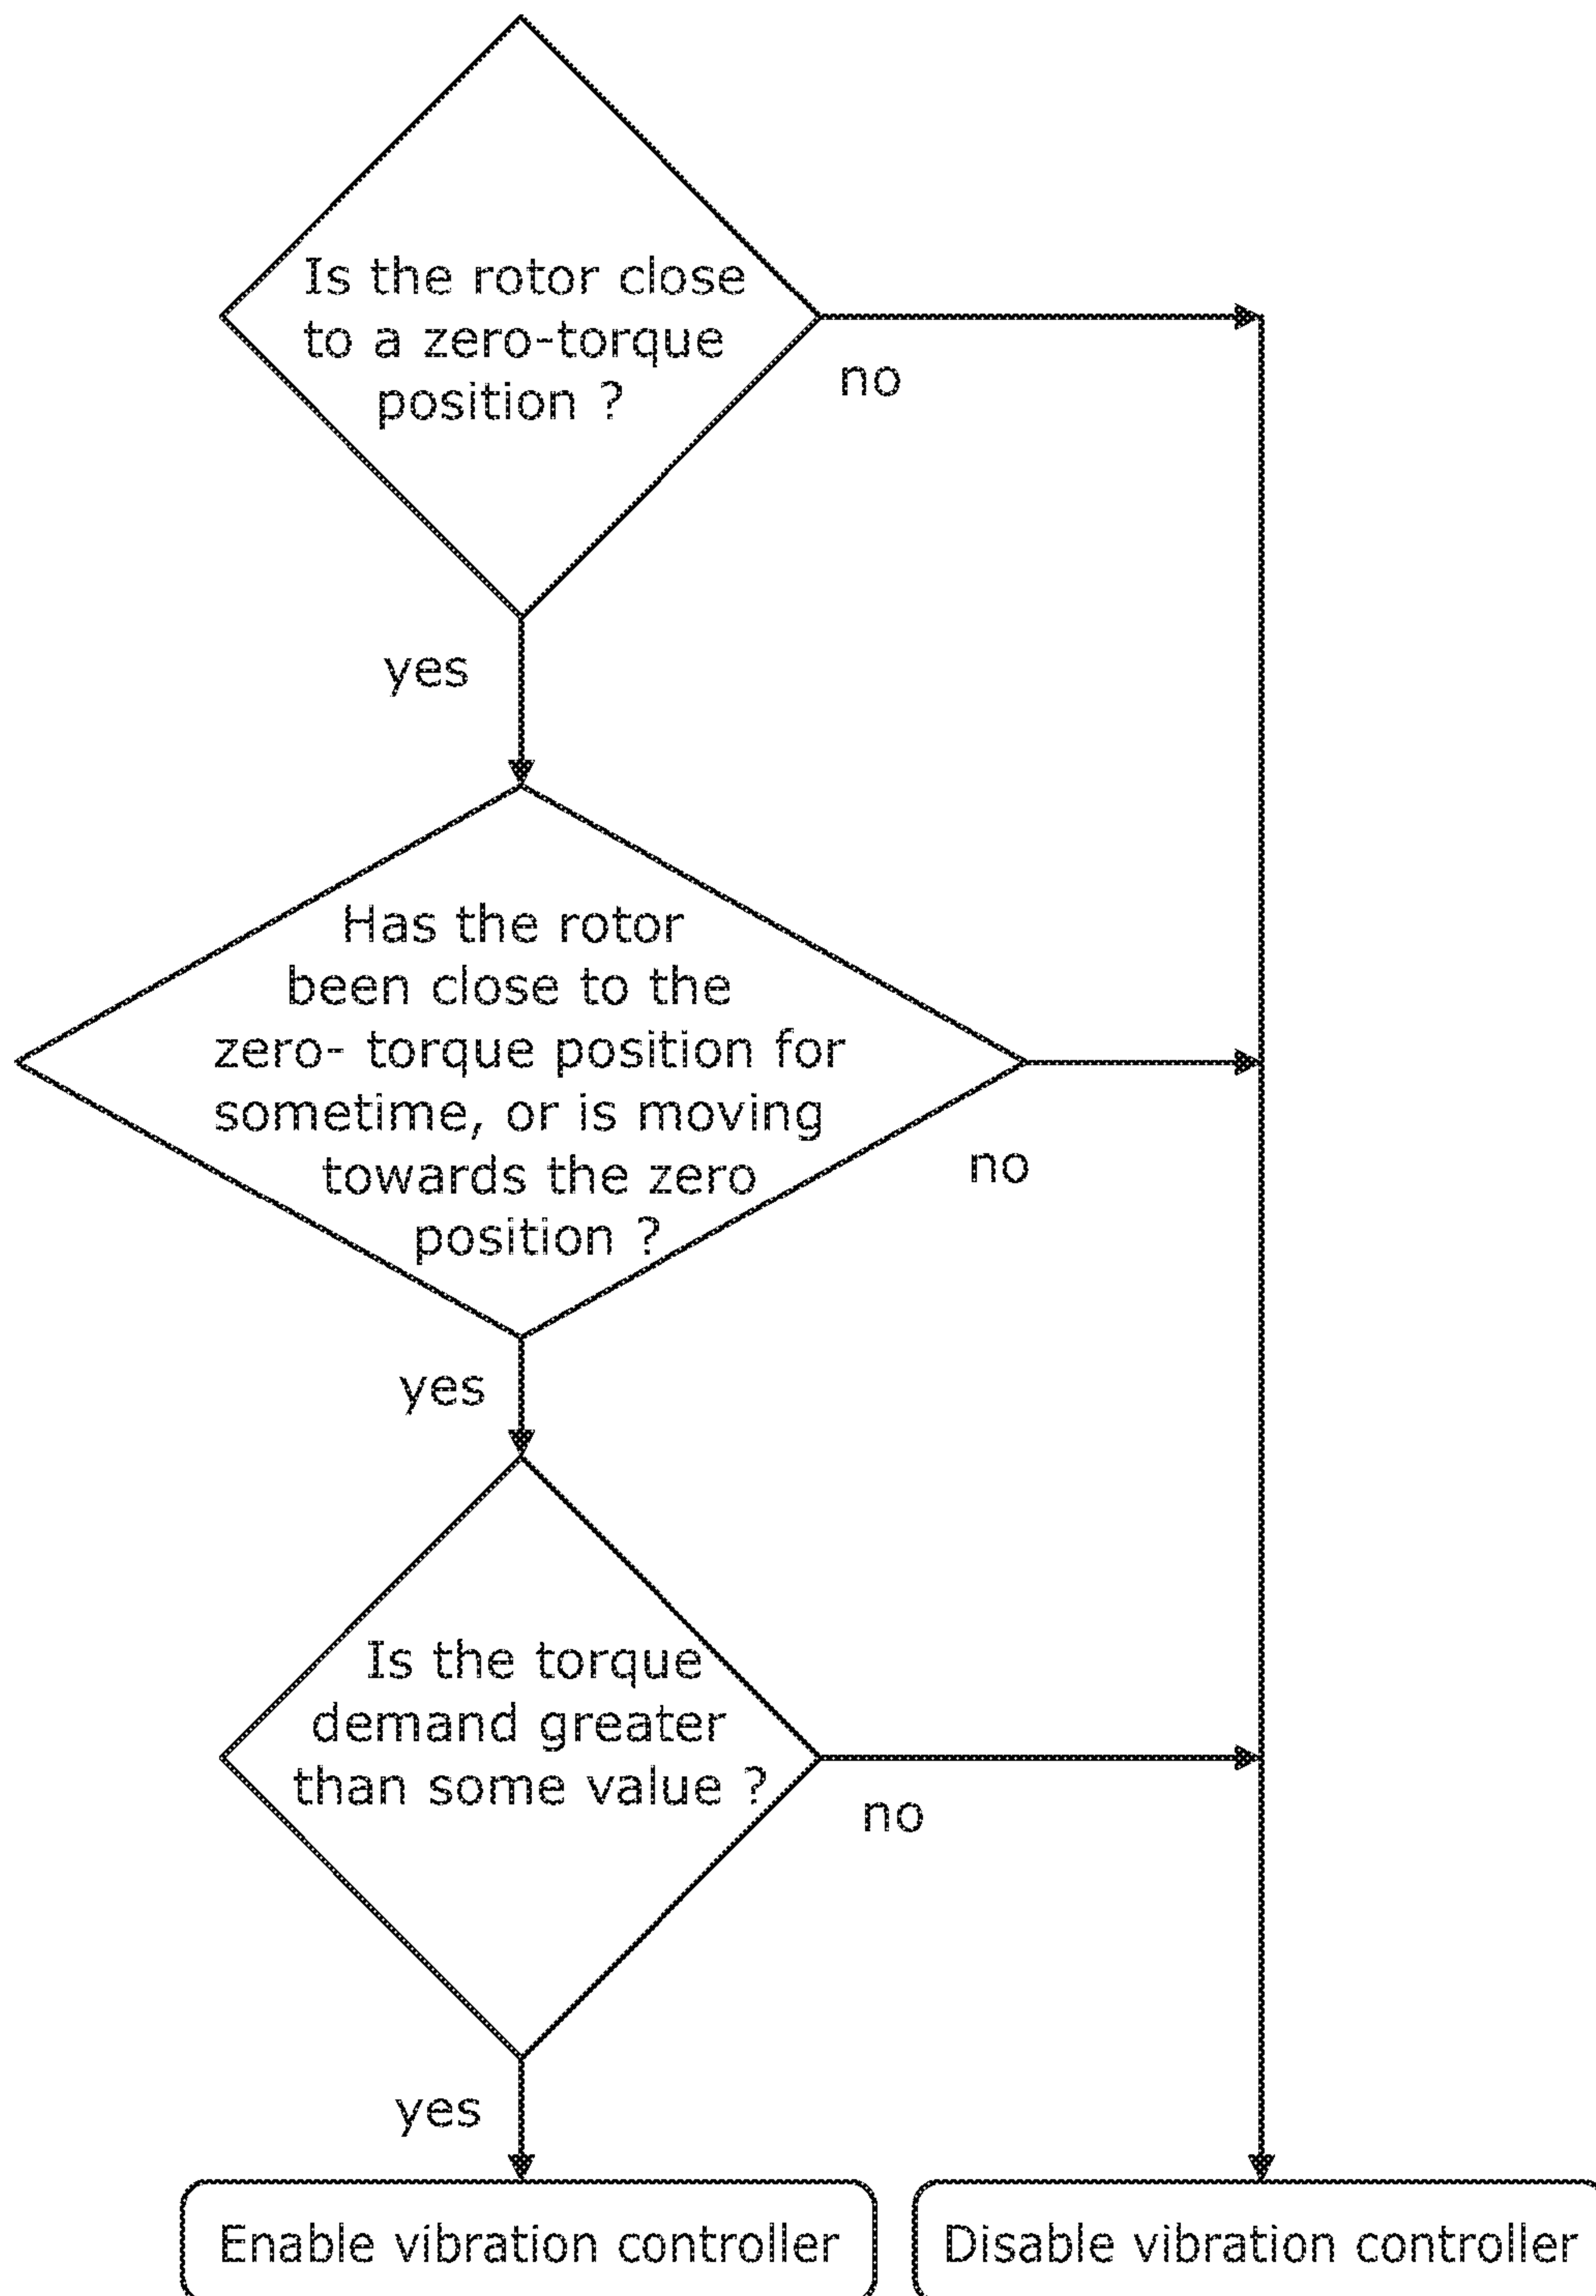 Is the rotor close
to a zero-torque
position ?
no
yes
Has the rotor
been close to the
zero- torque position for
sometime, or is moving
towards the zero
position ?
no
yes
Is the torque
demand greater
than some value ?
no
yes
Enable vibration controller
Disable vibration controller